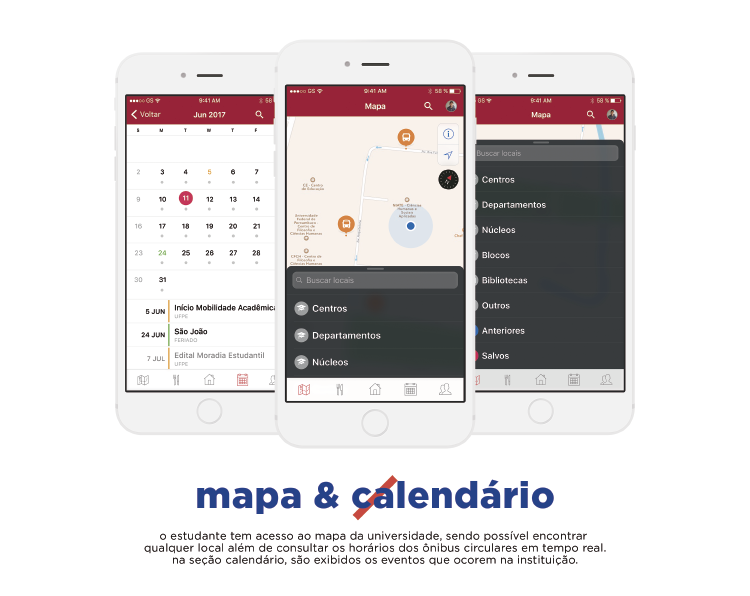 GS 9:41 AM 58
Voltar Jun 2017
S M T W T F
2 3 4 5 6 7
9 10 11 12 13 14
16 17 18 19 20 21
23 24 25 26 27 28
30 31
5 JUN Início Mobilidade Acadêmica
UFPE
24 JUN São João
FERIADO
7 JUL Edital Moradia Estudantil
UFPE
GS 9:41 AM 58 %
Mapa
CE - Centro
de Educação
Universidade
Federal de
Pernambuco -
Centro de
Filosofia e
Ciências Humanas
CFCH - Centro de
Filosofia e
Ciências Humanas
Ciências
Humanas e
Sociais
Aplicadas
Buscar locais
Centros
Departamentos
Núcleos
GS 9:41 AM 58 %
Mapa
Buscar locais
Centros
Departamentos
Núcleos
Blocos
Bibliotecas
Outros
Anteriores
Salvos
mapa & calendário
o estudante tem acesso ao mapa da universidade, sendo possível encontrar
qualquer local além de consultar os horários dos ônibus circulares em tempo real.
na seção calendário, são exibidos os eventos que ocorem na instituição.